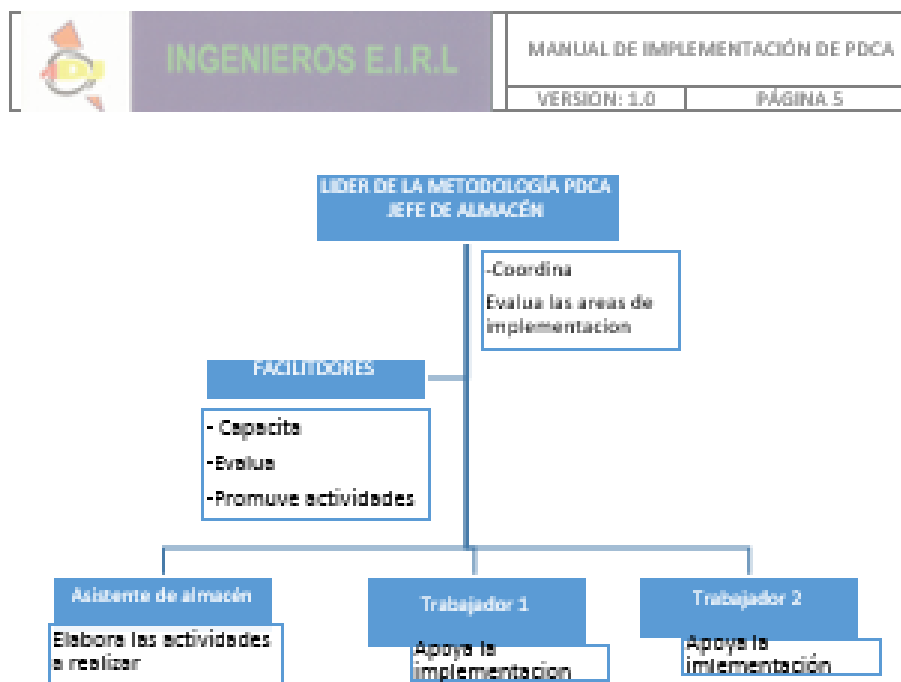 ADJ
INGENIEROS E.I.R.L
MANUAL DE IMPLEMENTACIÓN DE PDCA
VERSION: 1.0
PÁGINA 5
LIDER DE LA METODOLOGÍA PDCA
JEFE DE ALMACÉN
-Coordina
Evalua las areas de
implementacion
FACILITDORES
- Capacita
-Evalua
-Promuve actividades
Asistente de almacén
Elabora las actividades
a realizar
Trabajador 1
Apoya la
implementacion
Trabajador 2
Apoya la
imlementación